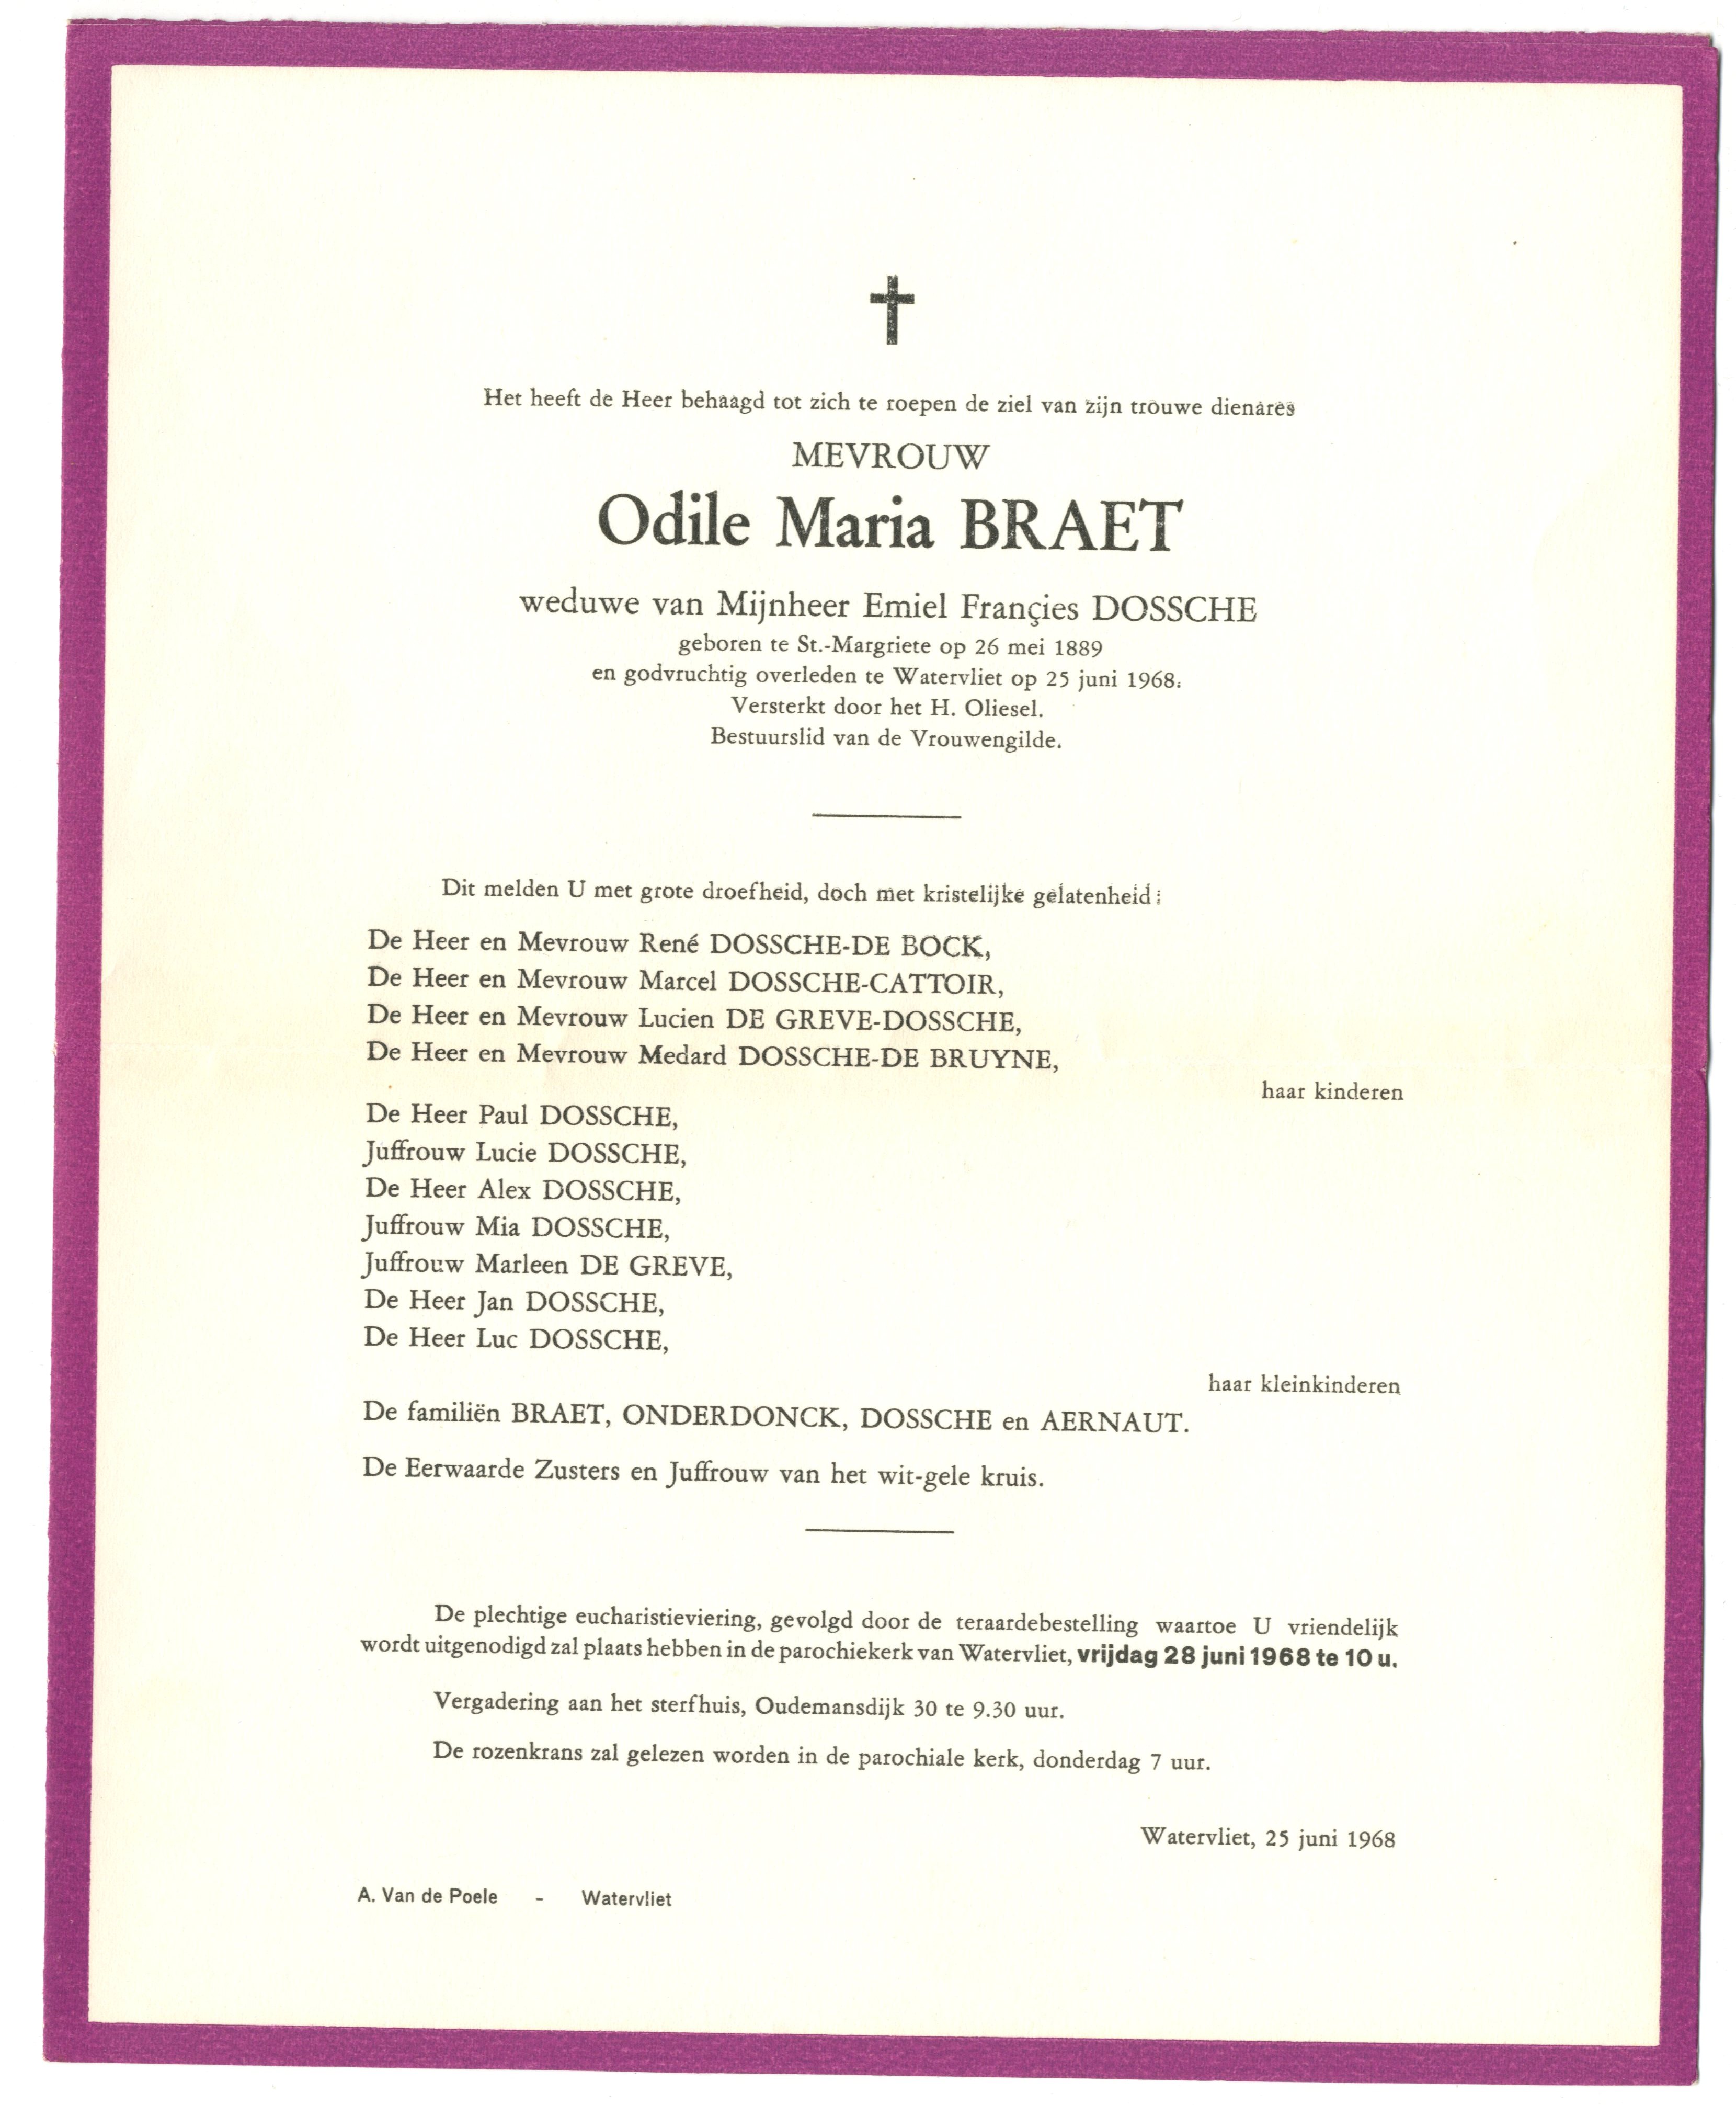 Het heeft de Heer behaagd tot zich te roepen de ziel van zijn trouwe dienares
MEVROUW
Odile Maria BRAET
weduwe van Mijnheer Emiel Françies DOSSCHE
geboren te St.-Margriete op 26 mei 1889
en godvruchtig overleden te Watervliet op 25 juni 1968.
Versterkt door het H. Oliesel.
Bestuurslid van de Vrouwengilde.
Dit melden U met grote droefheid, doch met kristelijke gelatenheid :
De Heer en Mevrouw René DOSSCHE-DE BOCK,
De Heer en Mevrouw Marcel DOSSCHE-CATTOIR,
De Heer en Mevrouw Lucien DE GREVE-DOSSCHE,
De Heer en Mevrouw Medard DOSSCHE-DE BRUYNE,
haar kinderen
De Heer Paul DOSSCHE,
Juffrouw Lucie DOSSCHE,
De Heer Alex DOSSCHE,
Juffrouw Mia DOSSCHE,
Juffrouw Marleen DE GREVE,
De Heer Jan DOSSCHE,
De Heer Luc DOSSCHE,
haar kleinkinderen
De familiën BRAET, ONDERDONCK, DOSSCHE en AERNAUT.
De Eerwaarde Zusters en Juffrouw van het wit-gele kruis.
De plechtige eucharistieviering, gevolgd door de teraardebestelling waartoe U vriendelijk
wordt uitgenodigd zal plaats hebben in de parochiekerk van Watervliet, vrijdag 28 juni 1968 te 10 u.
Vergadering aan het sterfhuis, Oudemansdijk 30 te 9.30 uur.
De rozenkrans zal gelezen worden in de parochiale kerk, donderdag 7 uur.
Watervliet, 25 juni 1968
A. Van de Poele - Watervliet